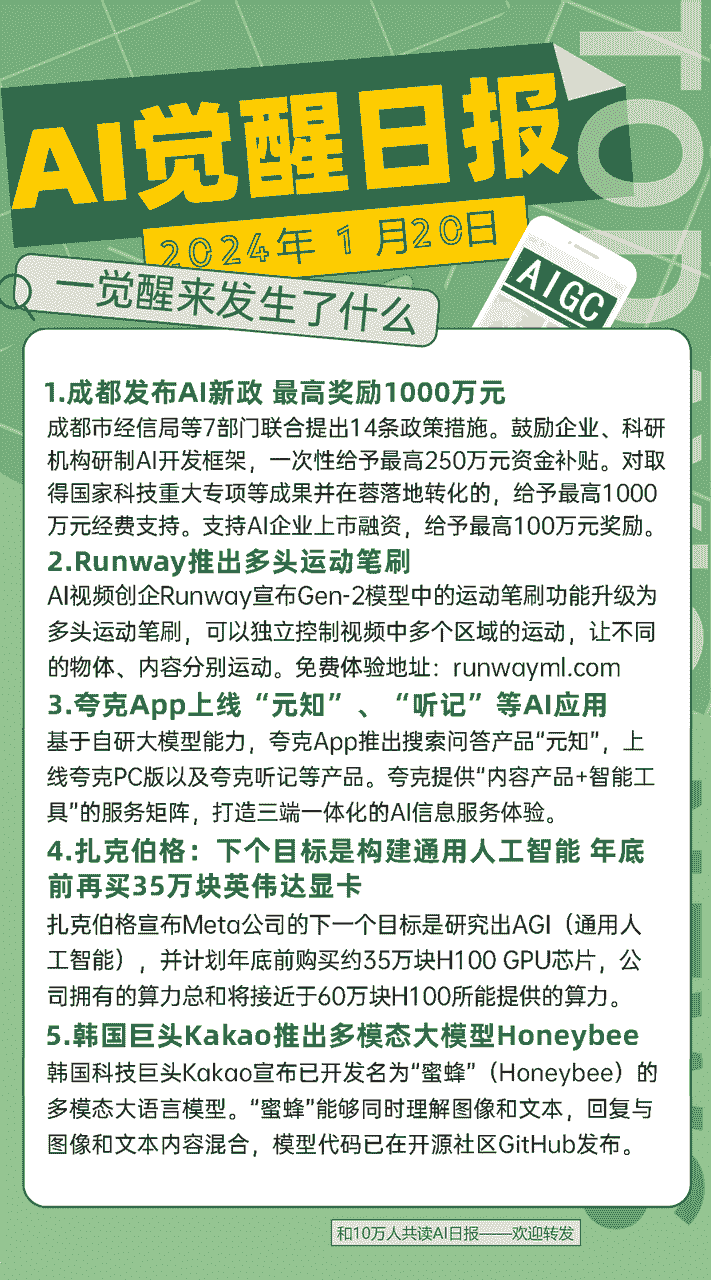 AI觉醒日报
2024年1月20日
一觉醒来发生了什么
AIGC
1.成都发布AI新政 最高奖励1000万元
成都市经信局等7部门联合提出14条政策措施。鼓励企业、科研
机构研制AI开发框架，一次性给予最高250万元资金补贴。对取
得国家科技重大专项等成果并在蓉落地转化的，给予最高1000
万元经费支持。支持AI企业上市融资，给予最高100万元奖励。
2.Runway推出多头运动笔刷
AI视频创企Runway宣布Gen-2模型中的运动笔刷功能升级为
多头运动笔刷，可以独立控制视频中多个区域的运动，让不同
的物体、内容分别运动。免费体验地址：runwayml.com
3.夸克App上线“元知”、“听记”等AI应用
基于自研大模型能力，夸克App推出搜索问答产品“元知”，上
线夸克PC版以及夸克听记等产品。夸克提供“内容产品+智能工
具”的服务矩阵，打造三端一体化的AI信息服务体验。
4.扎克伯格：下个目标是构建通用人工智能 年底
前再买35万块英伟达显卡
扎克伯格宣布Meta公司的下一个目标是研究出AGI（通用人
工智能），并计划年底前购买约35万块H100 GPU芯片，公
司拥有的算力总和将接近于60万块H100所能提供的算力。
5.韩国巨头Kakao推出多模态大模型Honeybee
韩国科技巨头Kakao宣布已开发名为“蜜蜂”（Honeybee）的
多模态大语言模型。“蜜蜂”能够同时理解图像和文本，回复与
图像和文本内容混合，模型代码已在开源社区GitHub发布。
和10万人共读AI日报——欢迎转发